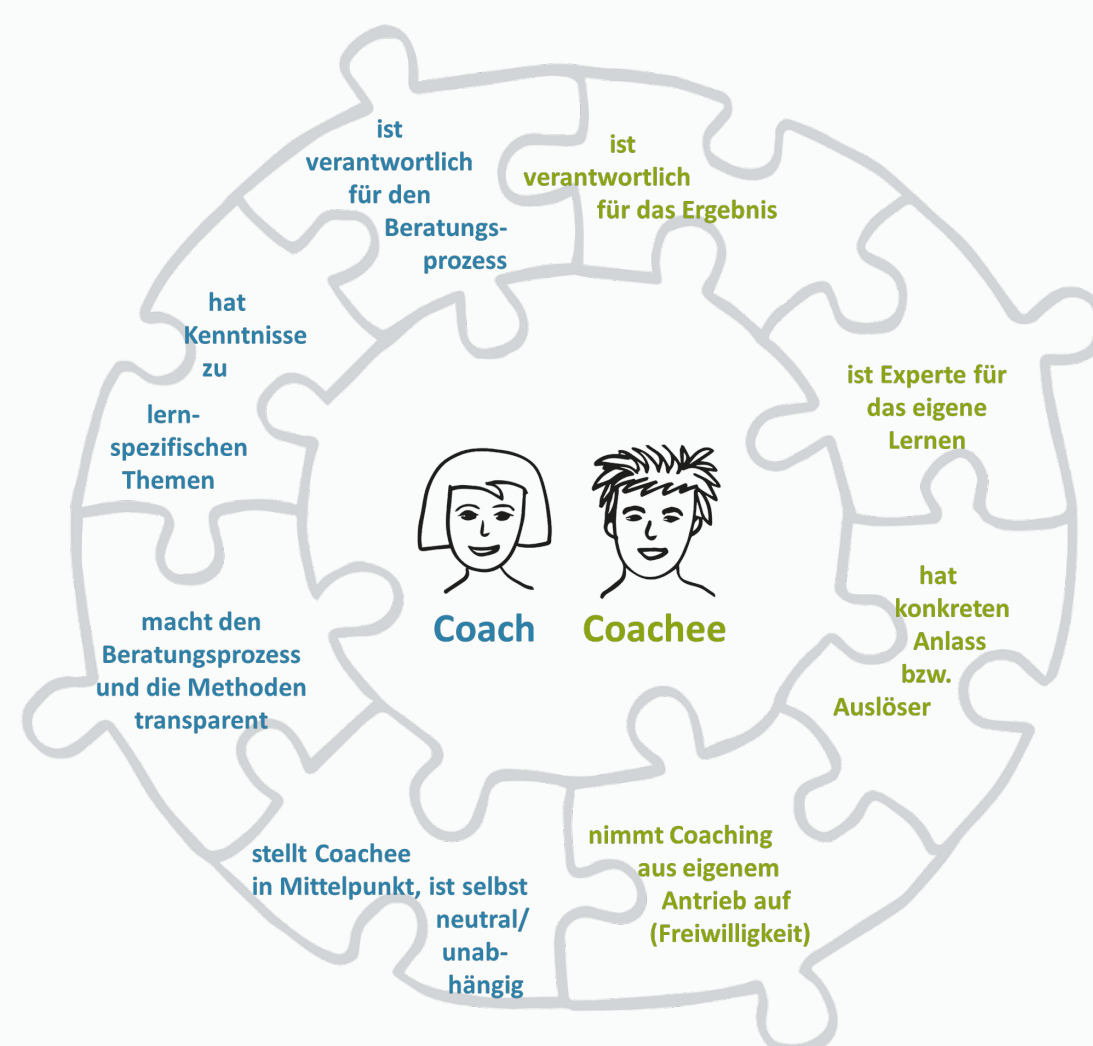 ist
verantwortlich
für den
Beratungs-
prozess
ist
verantwortlich
für das Ergebnis
hat
Kenntnisse
zu
lern-
spezifischen
Themen
ist Experte für
das eigene
Lernen
Coach
Coachee
macht den
Beratungsprozess
und die Methoden
transparent
hat
konkreten
Anlass
bzw.
Auslöser
stellt Coachee
in Mittelpunkt, ist selbst
neutral/
unab-
hängig
nimmt Coaching
aus eigenem
Antrieb auf
(Freiwilligkeit)